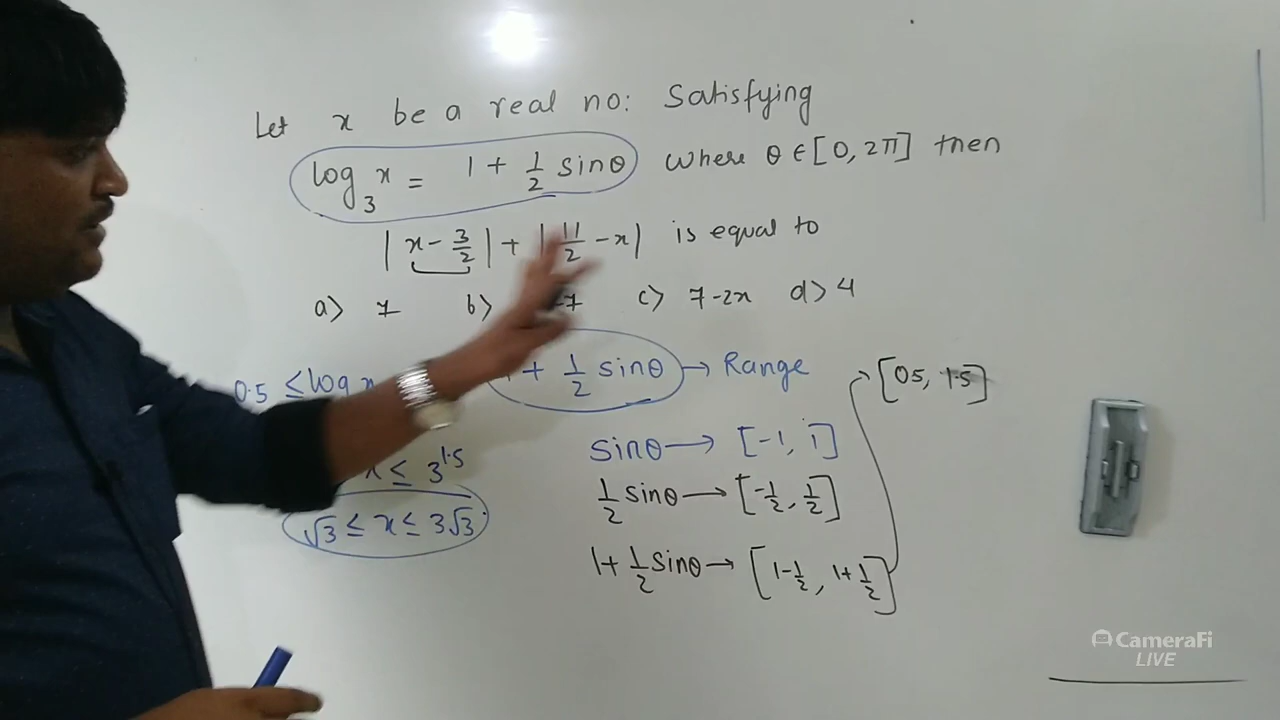 Let x be a real no: Satisfying
log₃ x = 1 + 1/2 sinθ Where θ ∈ [0, 2π] then
|x - 3/2| + |11/2 - x| is equal to
a> 7 b> 7 c> 7-2x d> 4
0.5 ≤ log x 1 + 1/2 sinθ → Range [0.5, 1.5]
sinθ → [-1, 1]
x ≤ 3^1.5
1/2 sinθ → [-1/2, 1/2]
√3 ≤ x ≤ 3√3
1 + 1/2 sinθ → [1-1/2, 1+1/2]
CameraFi
LIVE